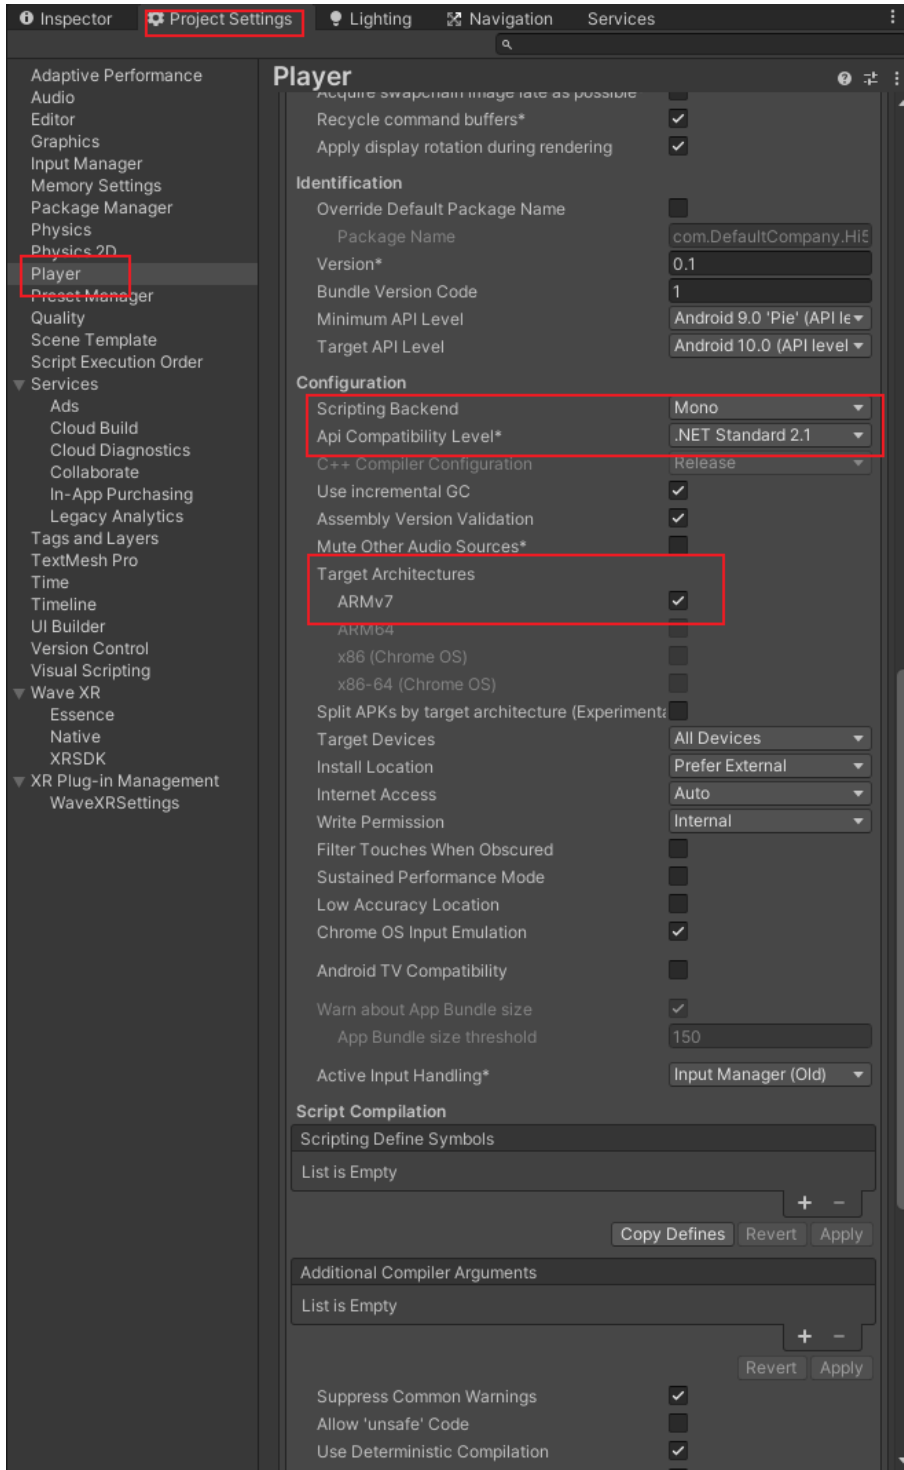 Inspector
Project Settings
Lighting
Navigation
Services
Adaptive Performance
Audio
Editor
Graphics
Input Manager
Memory Settings
Package Manager
Physics
Physics 2D
Player
Preset Manager
Quality
Scene Template
Script Execution Order
Services
Ads
Cloud Build
Cloud Diagnostics
Collaborate
In-App Purchasing
Legacy Analytics
Tags and Layers
TextMesh Pro
Time
Timeline
UI Builder
Version Control
Visual Scripting
Wave XR
Essence
Native
XRSDK
XR Plug-in Management
WaveXRSettings
Player
Acquire swapchain image late as possible
Recycle command buffers*
Apply display rotation during rendering
Identification
Override Default Package Name
Package Name com.DefaultCompany.Hi5
Version* 0.1
Bundle Version Code 1
Minimum API Level Android 9.0 'Pie' (API le
Target API Level Android 10.0 (API level
Configuration
Scripting Backend Mono
Api Compatibility Level* .NET Standard 2.1
C++ Compiler Configuration Release
Use incremental GC
Assembly Version Validation
Mute Other Audio Sources*
Target Architectures
ARMv7
ARM64
x86 (Chrome OS)
x86-64 (Chrome OS)
Split APKs by target architecture (Experimenta
Target Devices All Devices
Install Location Prefer External
Internet Access Auto
Write Permission Internal
Filter Touches When Obscured
Sustained Performance Mode
Low Accuracy Location
Chrome OS Input Emulation
Android TV Compatibility
Warn about App Bundle size
App Bundle size threshold 150
Active Input Handling* Input Manager (Old)
Script Compilation
Scripting Define Symbols
List is Empty
+ −
Copy Defines Revert Apply
Additional Compiler Arguments
List is Empty
+ −
Revert Apply
Suppress Common Warnings
Allow 'unsafe' Code
Use Deterministic Compilation